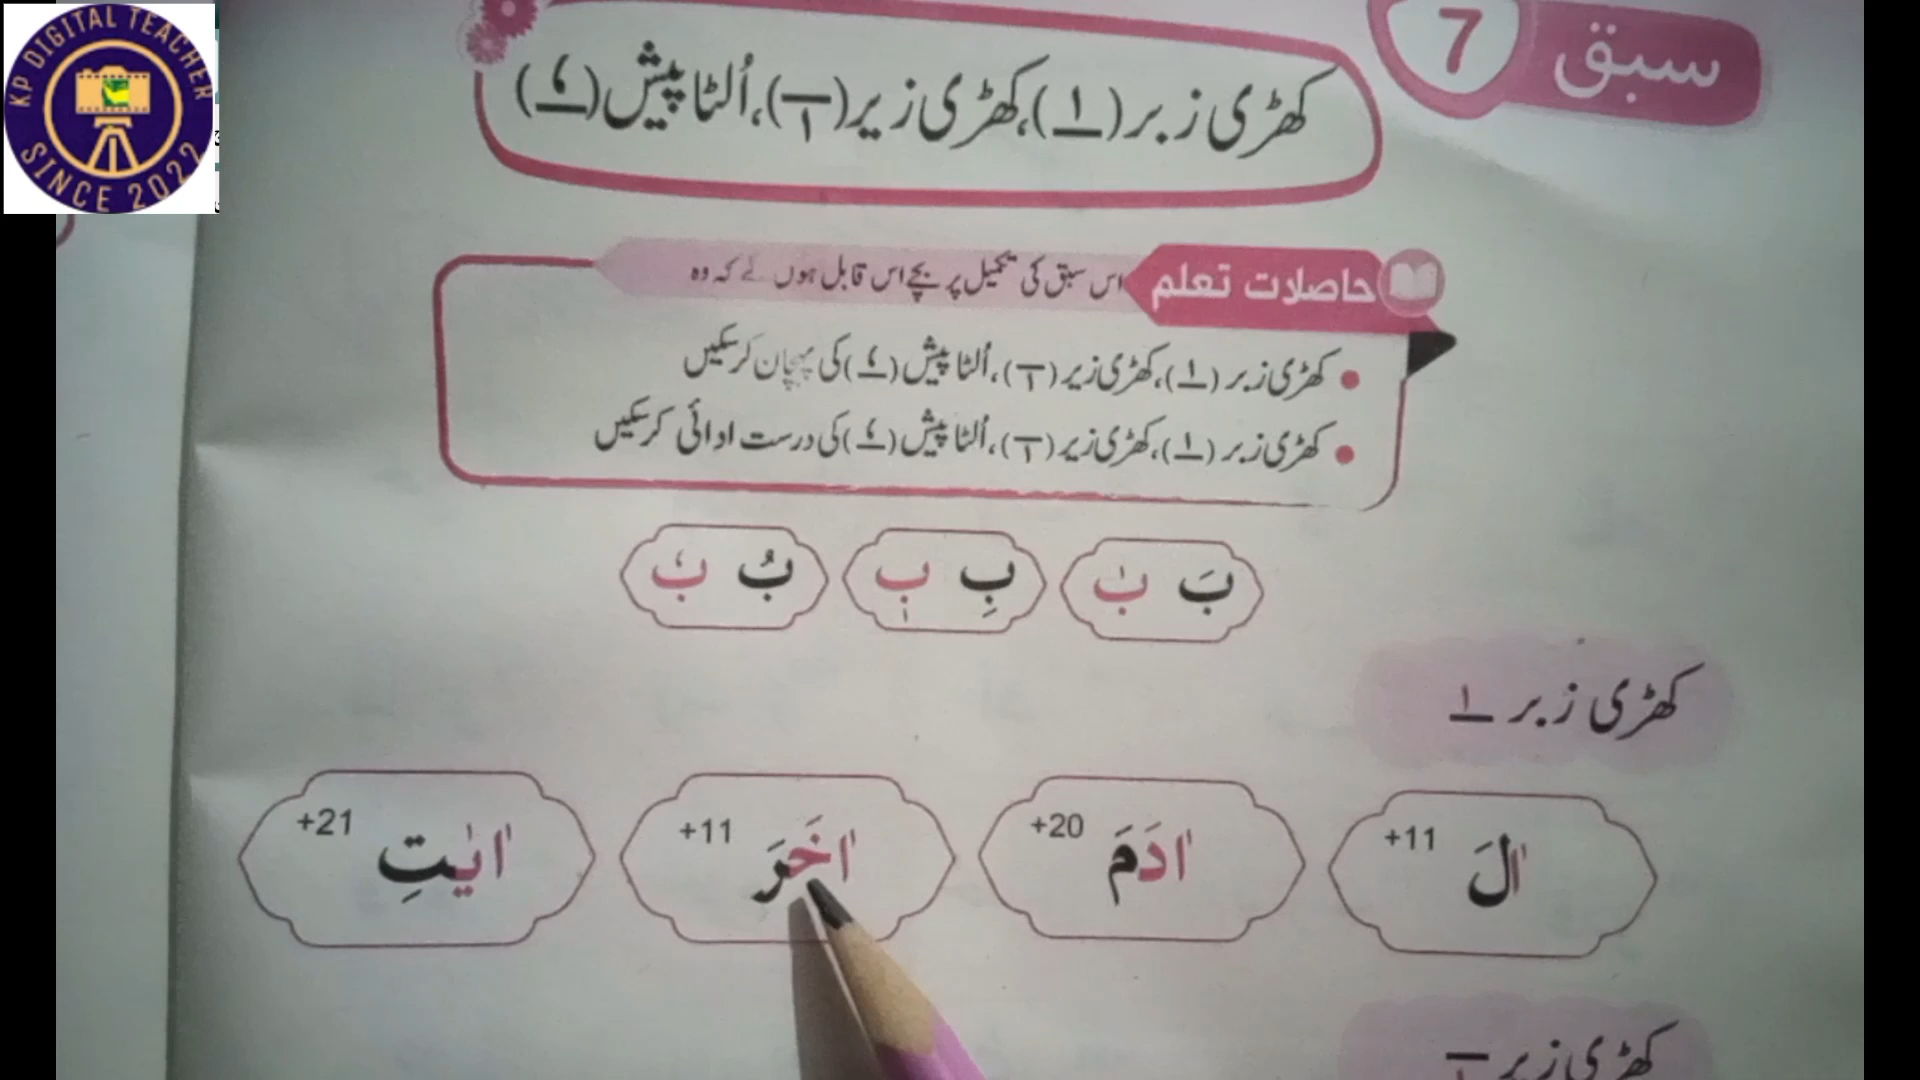 KP DIGITAL TEACHER
SINCE 2022
سبق 7
کھڑی زبر (ـٰ)، کھڑی زیر (ـٖ)، اُلٹا پیش (ـٗ)
حاصلات تعلم اس سبق کی تکمیل پر بچے اس قابل ہوں گے کہ وہ
• کھڑی زبر (ـٰ)، کھڑی زیر (ـٖ)، اُلٹا پیش (ـٗ) کی پہچان کر سکیں
• کھڑی زبر (ـٰ)، کھڑی زیر (ـٖ)، اُلٹا پیش (ـٗ) کی درست ادائی کر سکیں
بَ بٰ بِ بٖ بُ بٗ
کھڑی زبر ـٰ
اٰلَ +11 اٰدَمَ +20 اٰخَرَ +11 اٰیٰتِ +21
کھڑی زیر ـٖ